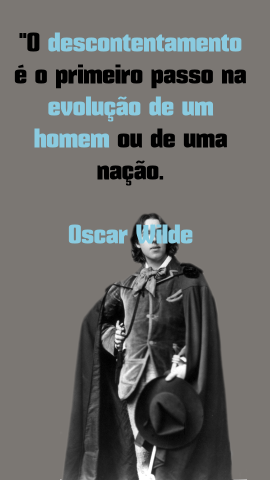 "O descontentamento
é o primeiro passo na
evolução de um
homem ou de uma
nação.
Oscar Wilde